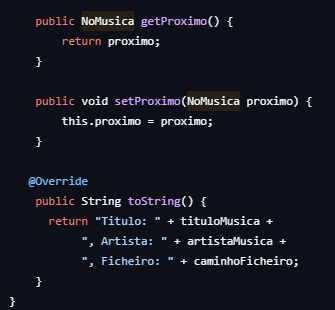 public NoMusica getProximo() {
return proximo;
}
public void setProximo(NoMusica proximo) {
this.proximo = proximo;
}
@Override
public String toString() {
return "Titulo: " + tituloMusica +
", Artista: " + artistaMusica +
", Ficheiro: " + caminhoFicheiro;
}
}